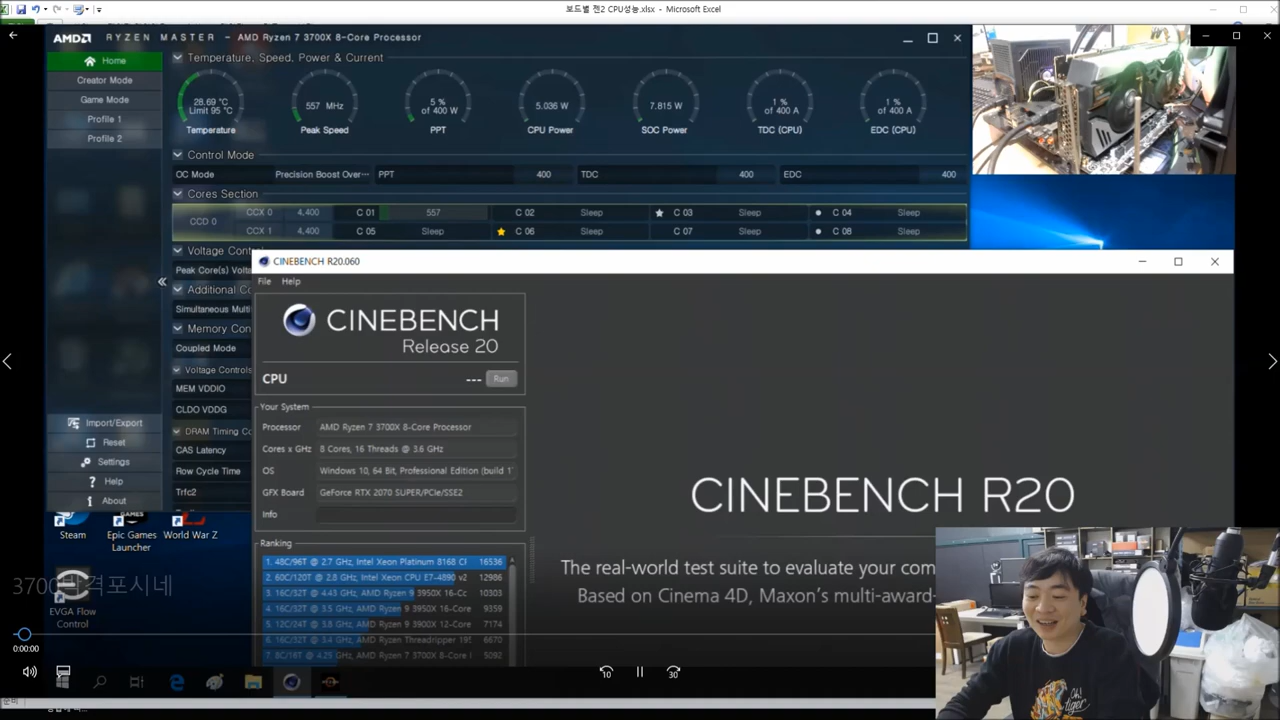 보드별 전2 CPU성능.xlsx - Microsoft Excel
AMD RYZEN MASTER - AMD Ryzen 7 3700X 8-Core Processor
Home
Creator Mode
Game Mode
Profile 1
Profile 2
Temperature, Speed, Power & Current
28.69 °C
Limit 95 °C
Temperature
557 MHz
Peak Speed
5 %
of 400 W
PPT
5.036 W
CPU Power
7.815 W
SOC Power
1 %
of 400 A
TDC (CPU)
1 %
of 400 A
EDC (CPU)
Control Mode
OC Mode Precision Boost Over··· PPT 400 TDC 400 EDC 400
Cores Section
CCD 0
CCX 0 4,400 C 01 557 C 02 Sleep C 03 Sleep C 04 Sleep
CCX 1 4,400 C 05 Sleep C 06 Sleep C 07 Sleep C 08 Sleep
Voltage Cont
Peak Core(s) Volta
Additional Co
Simultaneous Multi
Memory Con
Coupled Mode
Voltage Controls
MEM VDDIO
CLDO VDDG
DRAM Timing Co
CAS Latency
Row Cycle Time
Trfc2
Import/Export
Reset
Settings
Help
About
CINEBENCH R20.060
File Help
CINEBENCH
Release 20
CPU --- Run
Your System
Processor AMD Ryzen 7 3700X 8-Core Processor
Cores x GHz 8 Cores, 16 Threads @ 3.6 GHz
OS Windows 10, 64 Bit, Professional Edition (build 1
GFX Board GeForce RTX 2070 SUPER/PCIe/SSE2
Info
Ranking
1. 48C/96T @ 2.7 GHz, Intel Xeon Platinum 8168 CI 16536
2. 60C/120T @ 2.8 GHz, Intel Xeon CPU E7-4890 v2 12986
3. 16C/32T @ 4.43 GHz, AMD Ryzen 9 3950X 16-Cc 10303
4. 16C/32T @ 3.5 GHz, AMD Ryzen 9 3950X 16-Core 9359
5. 12C/24T @ 3.8 GHz, AMD Ryzen 9 3900X 12-Core 7174
6. 16C/32T @ 3.4 GHz, AMD Ryzen Threadripper 195 6670
7. 8C/16T @ 4.25 GHz, AMD Ryzen 7 3700X 8-Core I 5092
CINEBENCH R20
The real-world test suite to evaluate your com
Based on Cinema 4D, Maxon's multi-award-
Steam
Epic Games
Launcher
World War Z
EVGA Flow
Control
0:00:00
10
30
Oh!
tiger